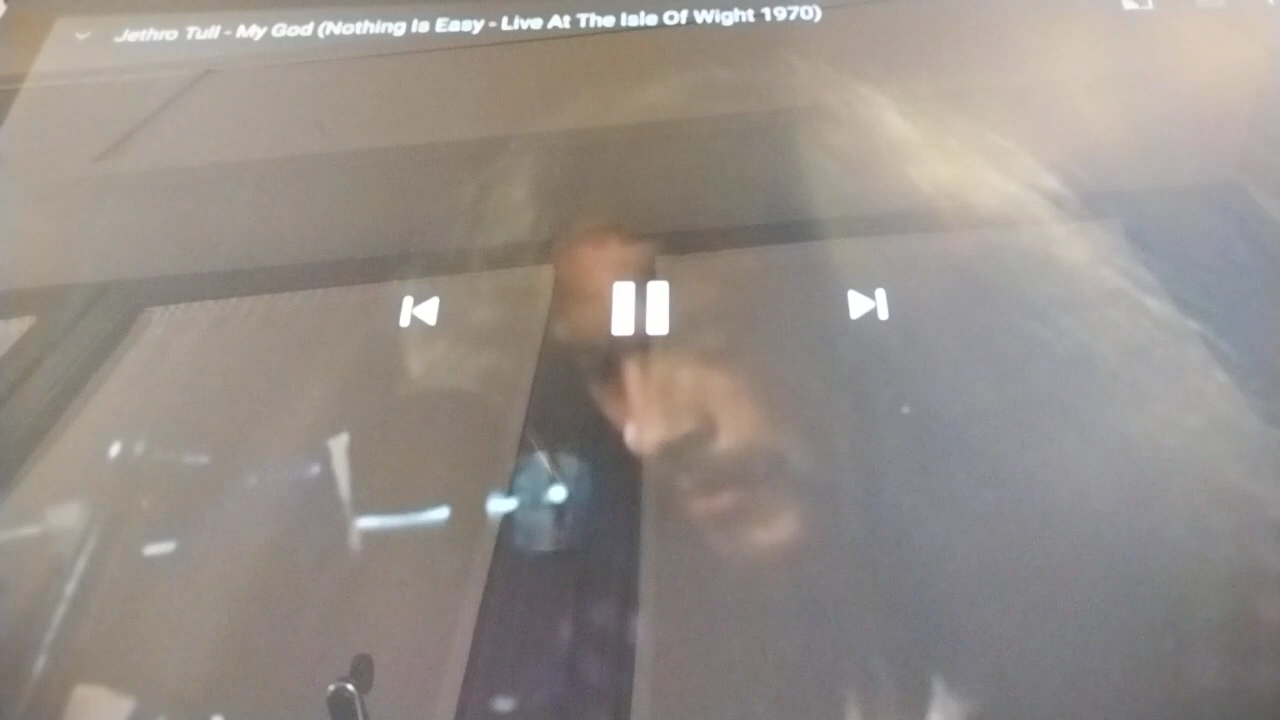 Jethro Tull - My God (Nothing Is Easy - Live At The Isle Of Wight 1970)